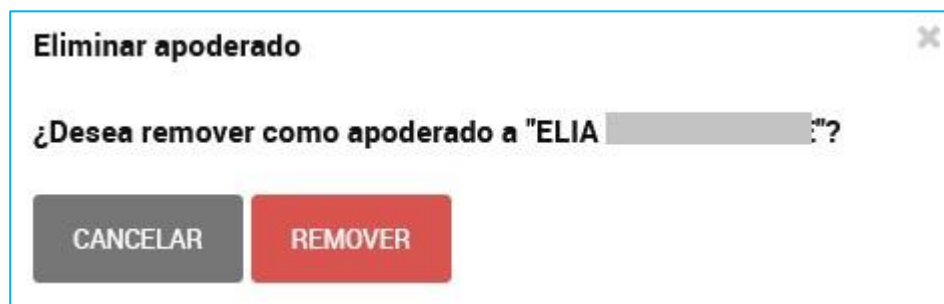 Eliminar apoderado
¿Desea remover como apoderado a "ELIA "?
CANCELAR REMOVER